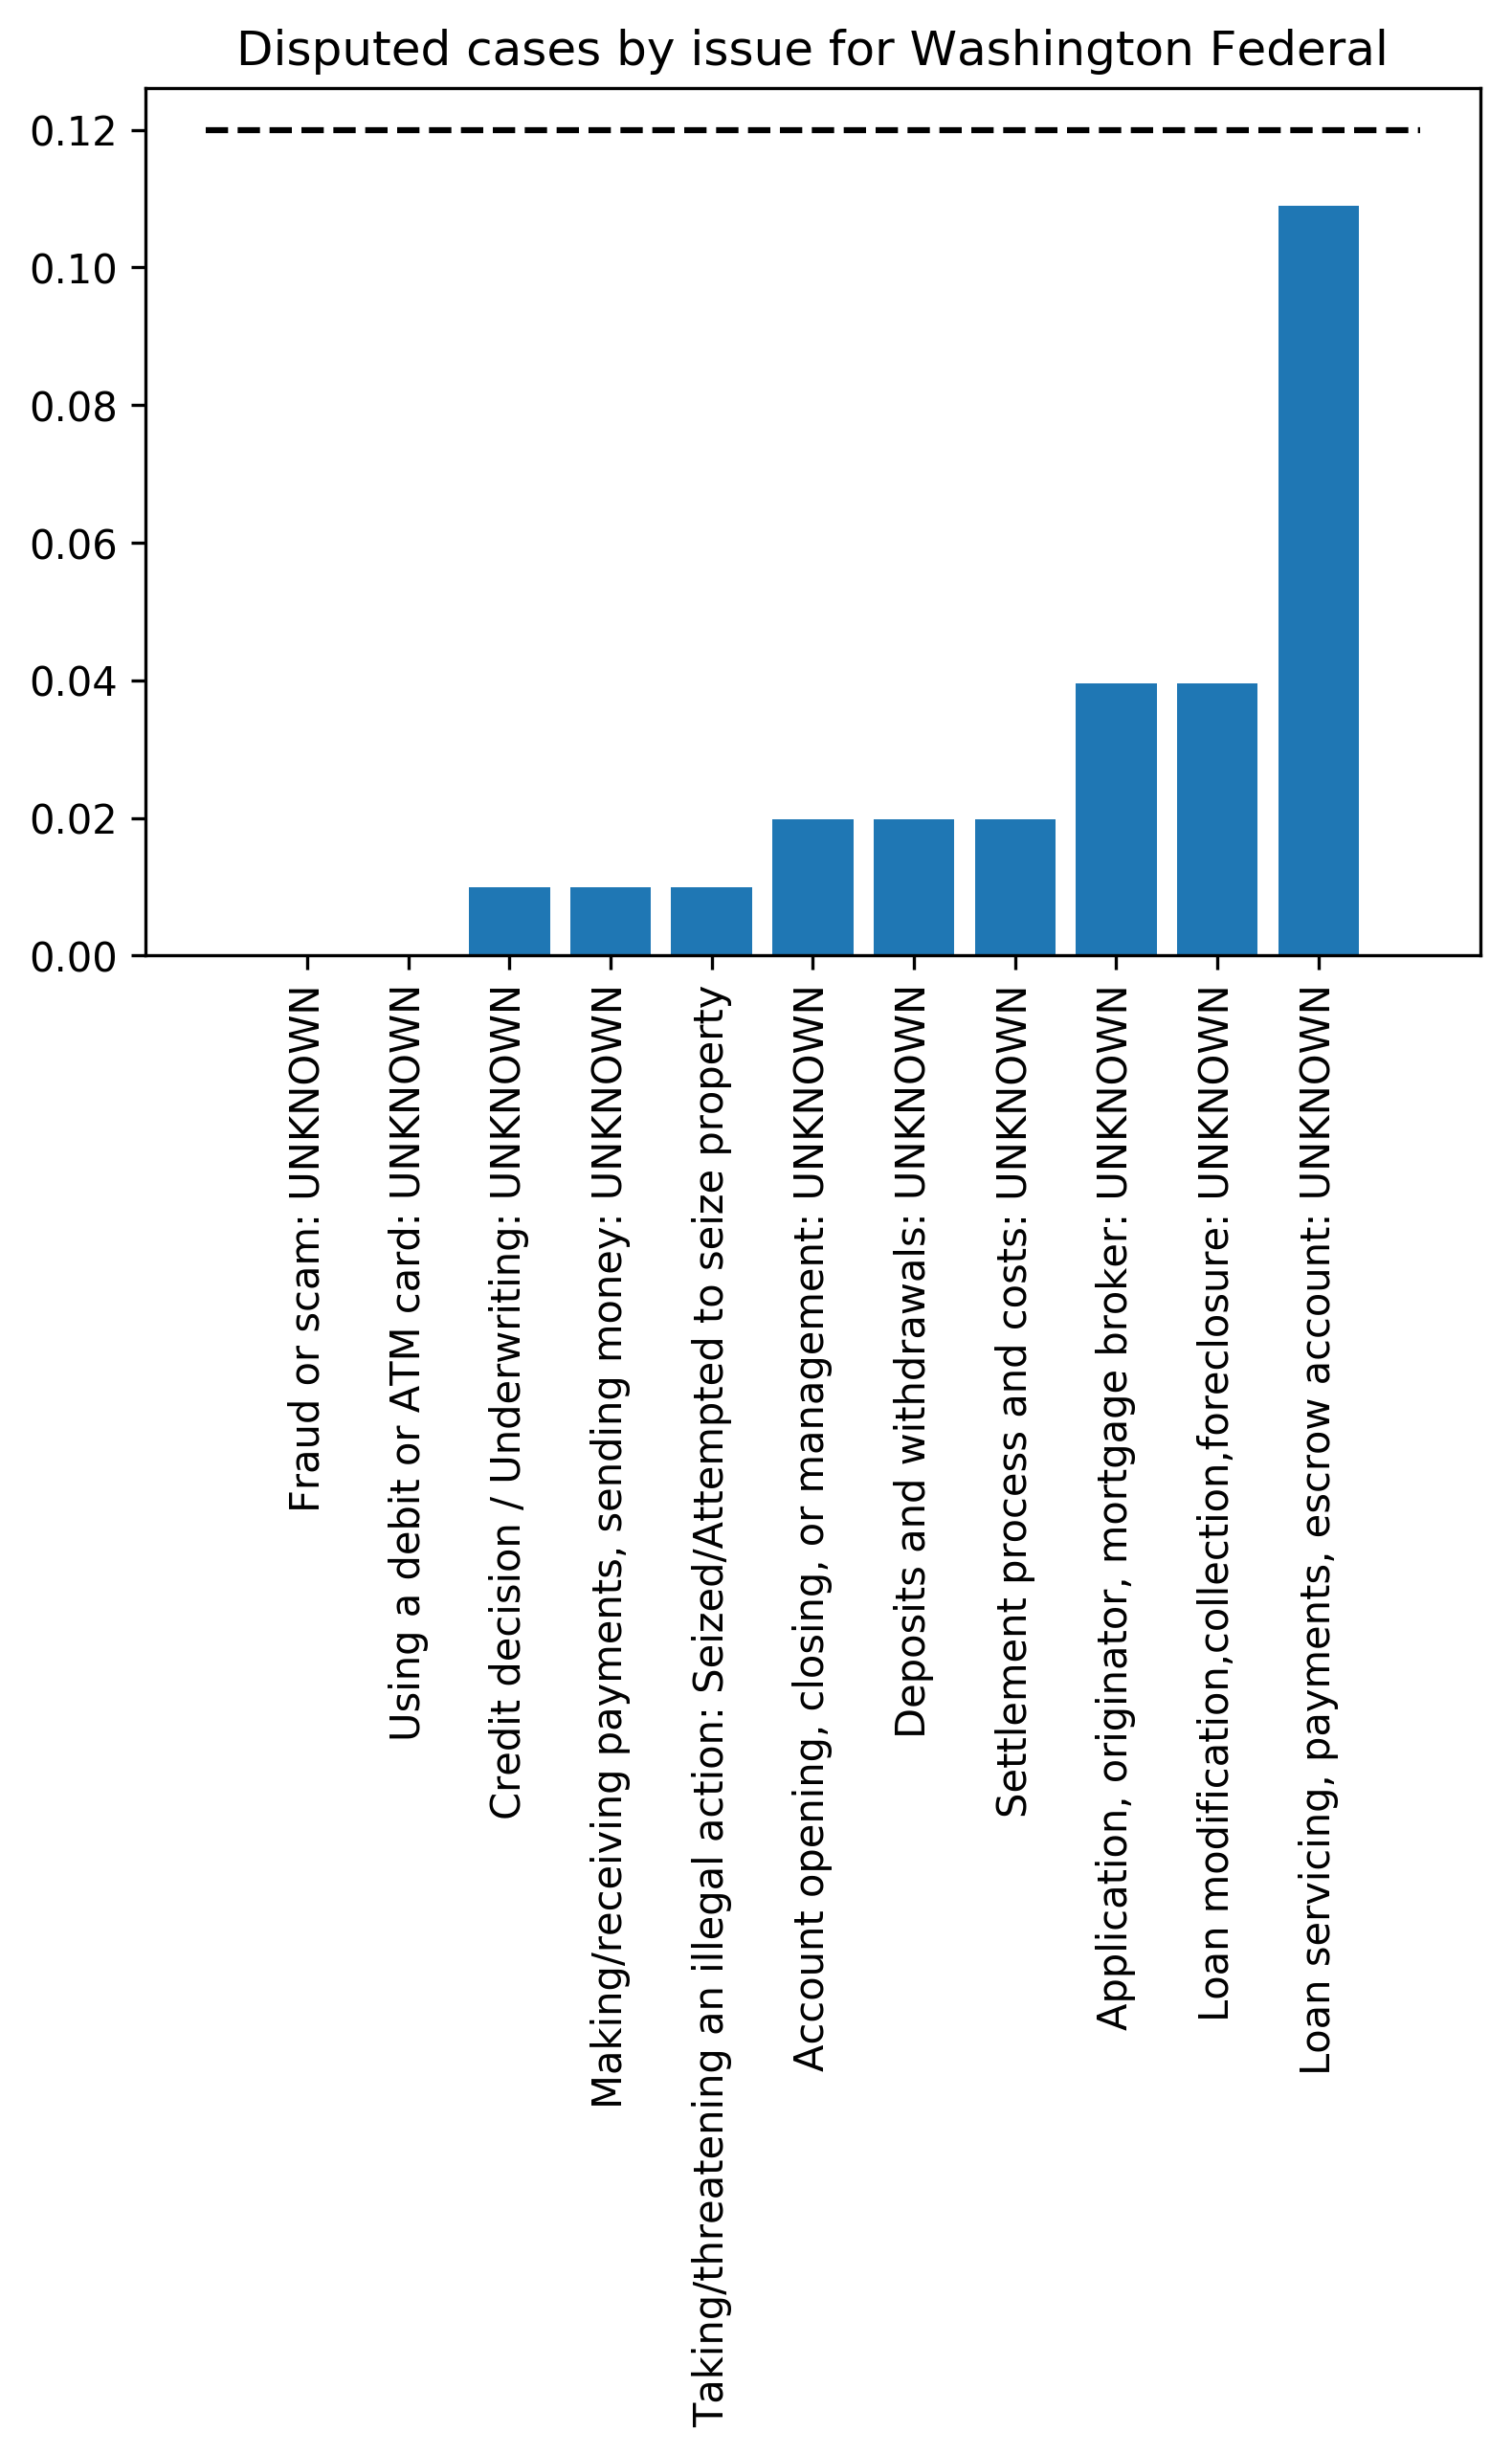 Disputed cases by issue for Washington Federal
0.12
0.10
0.08
0.06
0.04
0.02
0.00
Fraud or scam: UNKNOWN
Using a debit or ATM card: UNKNOWN
Credit decision / Underwriting: UNKNOWN
Making/receiving payments, sending money: UNKNOWN
Taking/threatening an illegal action: Seized/Attempted to seize property
Account opening, closing, or management: UNKNOWN
Deposits and withdrawals: UNKNOWN
Settlement process and costs: UNKNOWN
Application, originator, mortgage broker: UNKNOWN
Loan modification,collection,foreclosure: UNKNOWN
Loan servicing, payments, escrow account: UNKNOWN